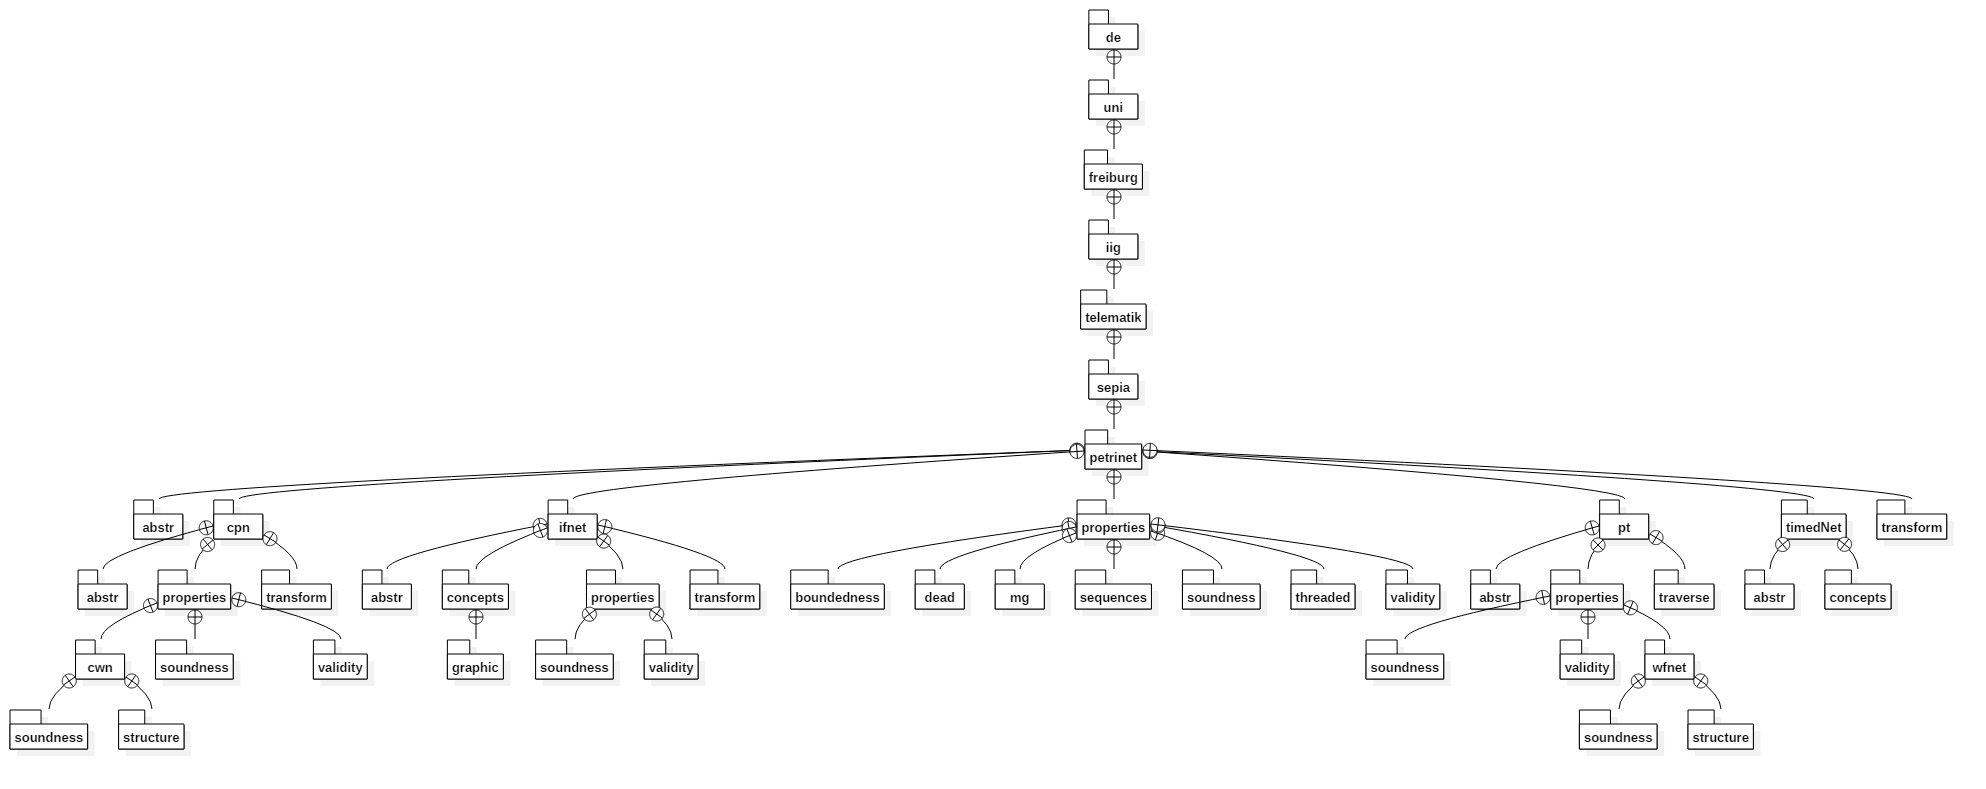 de
uni
freiburg
iig
telematik
sepia
petrinet
abstr cpn ifnet properties pt timedNet transform
abstr properties transform abstr concepts properties transform boundedness dead mg sequences soundness threaded validity abstr properties traverse abstr concepts
cwn soundness validity graphic soundness validity soundness validity wfnet
soundness structure soundness structure